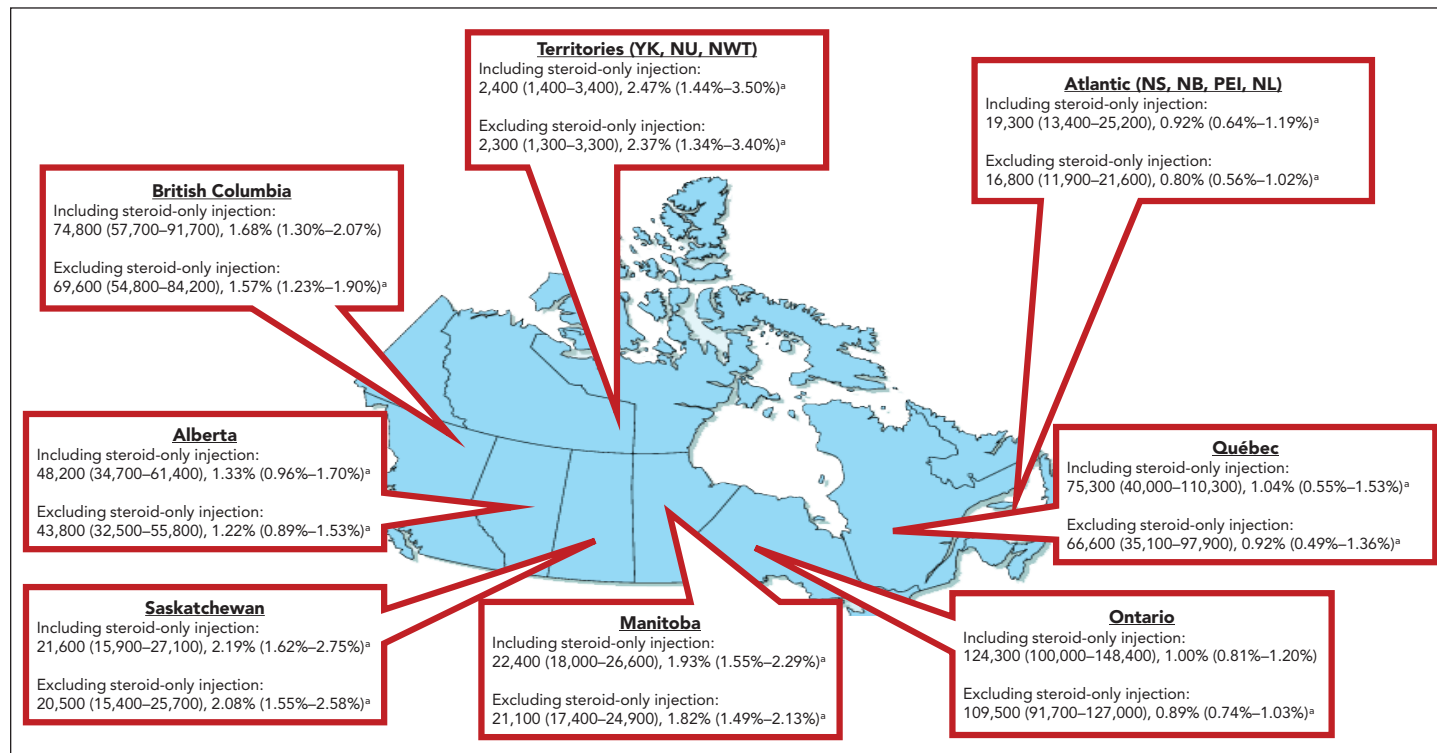 Territories (YK, NU, NWT)
Including steroid-only injection:
2,400 (1,400–3,400), 2.47% (1.44%–3.50%)ᵃ
Excluding steroid-only injection:
2,300 (1,300–3,300), 2.37% (1.34%–3.40%)ᵃ
Atlantic (NS, NB, PEI, NL)
Including steroid-only injection:
19,300 (13,400–25,200), 0.92% (0.64%–1.19%)ᵃ
Excluding steroid-only injection:
16,800 (11,900–21,600), 0.80% (0.56%–1.02%)ᵃ
British Columbia
Including steroid-only injection:
74,800 (57,700–91,700), 1.68% (1.30%–2.07%)
Excluding steroid-only injection:
69,600 (54,800–84,200), 1.57% (1.23%–1.90%)ᵃ
Alberta
Including steroid-only injection:
48,200 (34,700–61,400), 1.33% (0.96%–1.70%)ᵃ
Excluding steroid-only injection:
43,800 (32,500–55,800), 1.22% (0.89%–1.53%)ᵃ
Québec
Including steroid-only injection:
75,300 (40,000–110,300), 1.04% (0.55%–1.53%)ᵃ
Excluding steroid-only injection:
66,600 (35,100–97,900), 0.92% (0.49%–1.36%)ᵃ
Saskatchewan
Including steroid-only injection:
21,600 (15,900–27,100), 2.19% (1.62%–2.75%)ᵃ
Excluding steroid-only injection:
20,500 (15,400–25,700), 2.08% (1.55%–2.58%)ᵃ
Manitoba
Including steroid-only injection:
22,400 (18,000–26,600), 1.93% (1.55%–2.29%)ᵃ
Excluding steroid-only injection:
21,100 (17,400–24,900), 1.82% (1.49%–2.13%)ᵃ
Ontario
Including steroid-only injection:
124,300 (100,000–148,400), 1.00% (0.81%–1.20%)
Excluding steroid-only injection:
109,500 (91,700–127,000), 0.89% (0.74%–1.03%)ᵃ